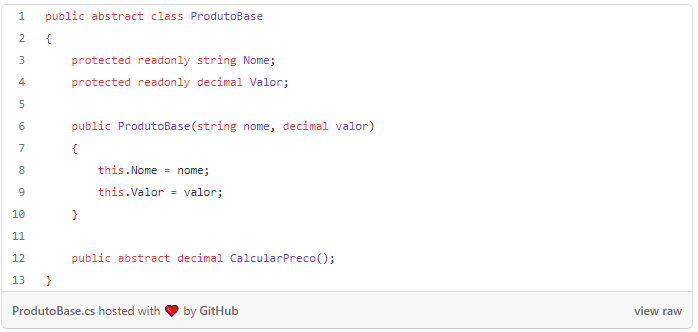 1 public abstract class ProdutoBase
2 {
3 protected readonly string Nome;
4 protected readonly decimal Valor;
5
6 public ProdutoBase(string nome, decimal valor)
7 {
8 this.Nome = nome;
9 this.Valor = valor;
10 }
11
12 public abstract decimal CalcularPreco();
13 }
ProdutoBase.cs hosted with ❤ by GitHub view raw